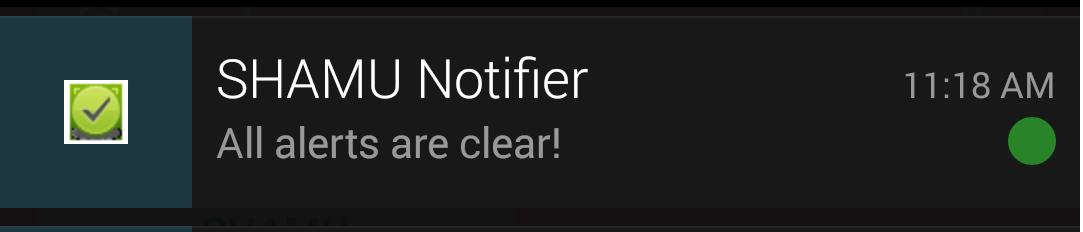 SHAMU Notifier
11:18 AM
All alerts are clear!